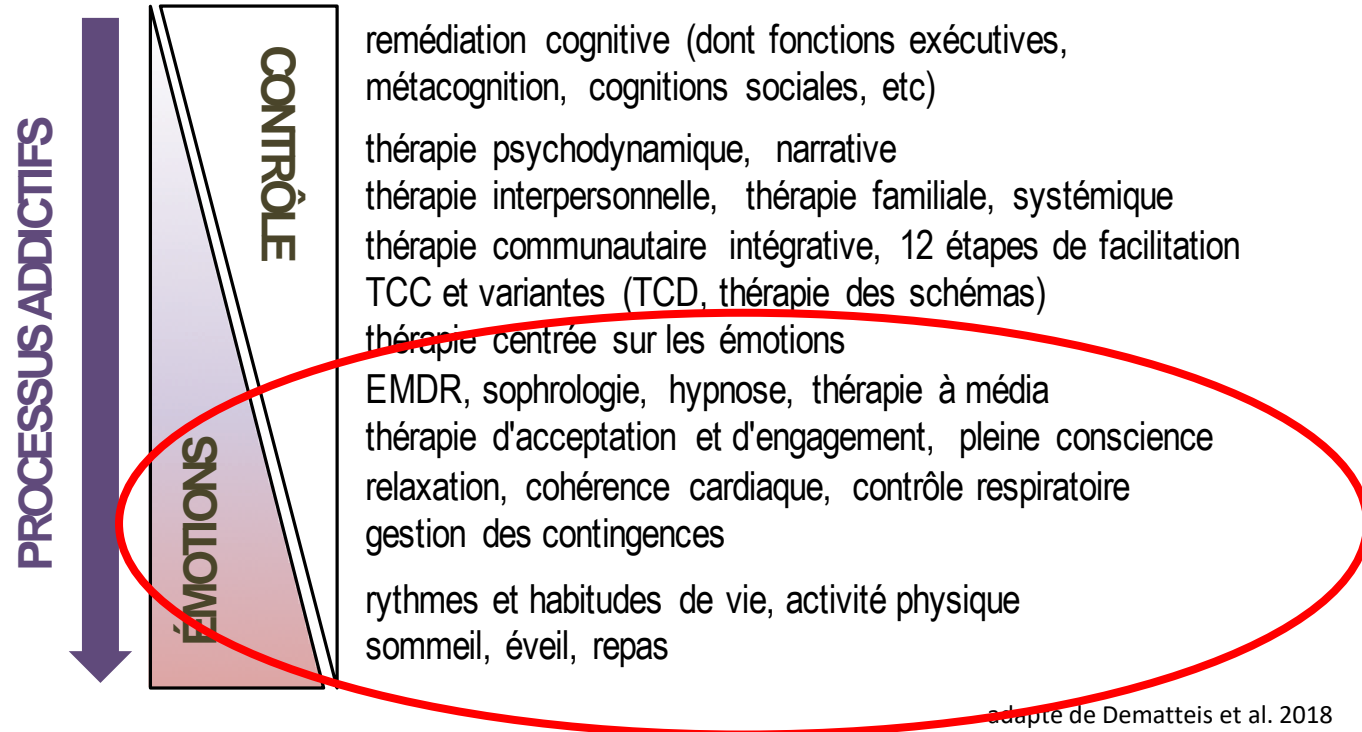 PROCESSUS ADDICTIFS
CONTRÔLE
ÉMOTIONS
remédiation cognitive (dont fonctions exécutives,
métacognition, cognitions sociales, etc)
thérapie psychodynamique, narrative
thérapie interpersonnelle, thérapie familiale, systémique
thérapie communautaire intégrative, 12 étapes de facilitation
TCC et variantes (TCD, thérapie des schémas)
thérapie centrée sur les émotions
EMDR, sophrologie, hypnose, thérapie à média
thérapie d'acceptation et d'engagement, pleine conscience
relaxation, cohérence cardiaque, contrôle respiratoire
gestion des contingences
rythmes et habitudes de vie, activité physique
sommeil, éveil, repas
adapté de Dematteis et al. 2018